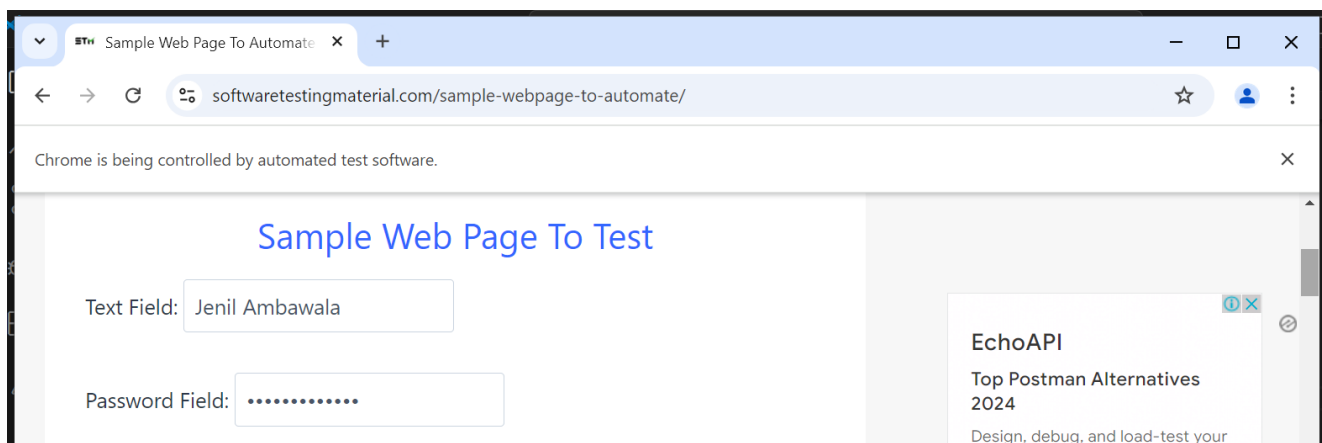 STM Sample Web Page To Automate
softwaretestingmaterial.com/sample-webpage-to-automate/
Chrome is being controlled by automated test software.
Sample Web Page To Test
Text Field: Jenil Ambawala
Password Field: •••••••••••••
EchoAPI
Top Postman Alternatives
2024
Design, debug, and load-test your